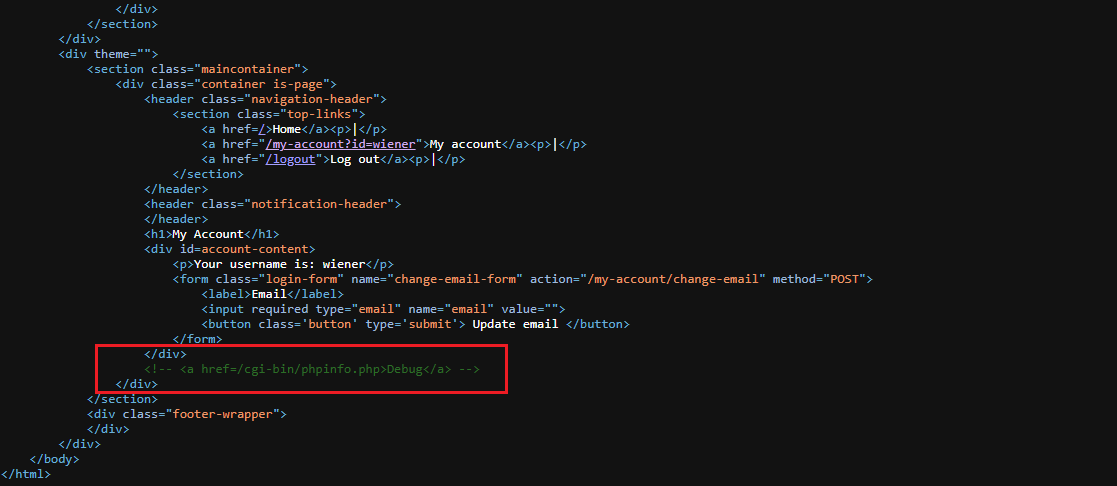 </div>
</section>
</div>
<div theme="">
<section class="maincontainer">
<div class="container is-page">
<header class="navigation-header">
<section class="top-links">
<a href=/>Home</a><p>|</p>
<a href="/my-account?id=wiener">My account</a><p>|</p>
<a href="/logout">Log out</a><p>|</p>
</section>
</header>
<header class="notification-header">
</header>
<h1>My Account</h1>
<div id=account-content>
<p>Your username is: wiener</p>
<form class="login-form" name="change-email-form" action="/my-account/change-email" method="POST">
<label>Email</label>
<input required type="email" name="email" value="">
<button class='button' type='submit'> Update email </button>
</form>
</div>
<!-- <a href=/cgi-bin/phpinfo.php>Debug</a> -->
</div>
</section>
<div class="footer-wrapper">
</div>
</div>
</body>
</html>